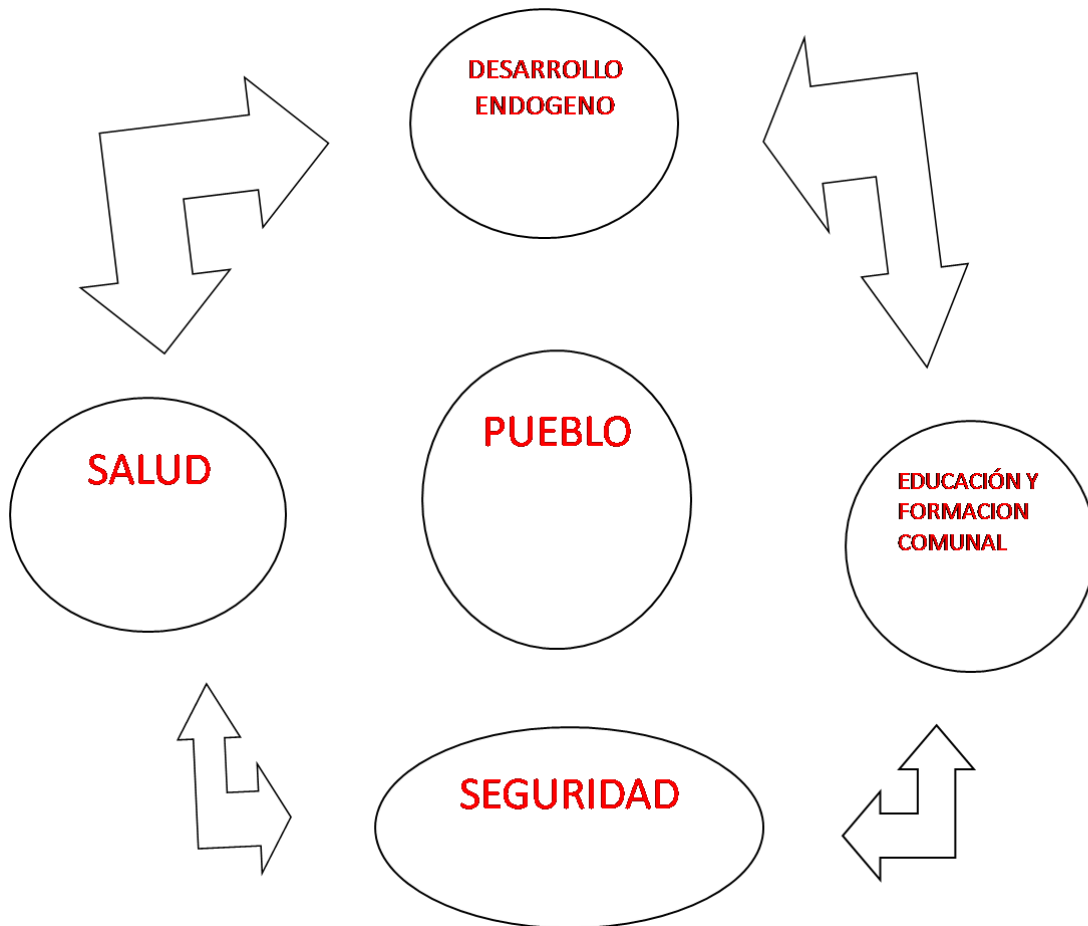 DESARROLLO
ENDOGENO
PUEBLO
SALUD
EDUCACIÓN Y
FORMACION
COMUNAL
SEGURIDAD